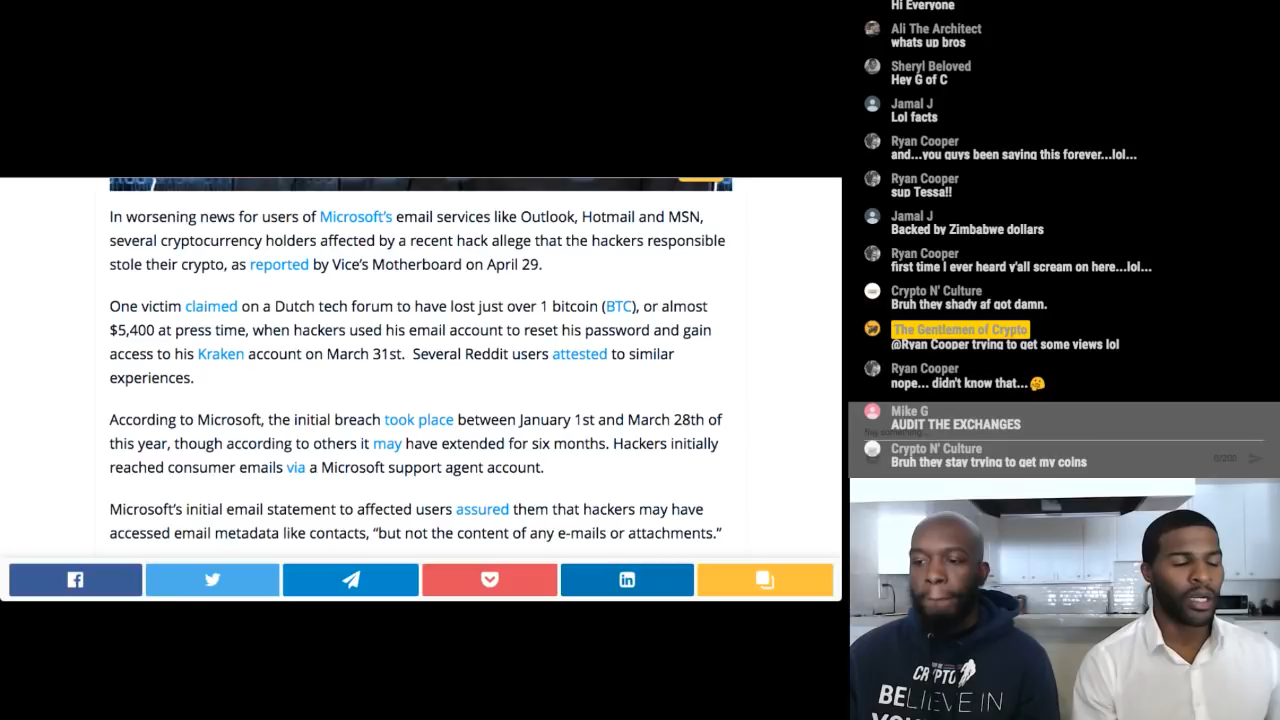 In worsening news for users of Microsoft's email services like Outlook, Hotmail and MSN,
several cryptocurrency holders affected by a recent hack allege that the hackers responsible
stole their crypto, as reported by Vice's Motherboard on April 29.
One victim claimed on a Dutch tech forum to have lost just over 1 bitcoin (BTC), or almost
$5,400 at press time, when hackers used his email account to reset his password and gain
access to his Kraken account on March 31st.  Several Reddit users attested to similar
experiences.
According to Microsoft, the initial breach took place between January 1st and March 28th of
this year, though according to others it may have extended for six months. Hackers initially
reached consumer emails via a Microsoft support agent account.
Microsoft's initial email statement to affected users assured them that hackers may have
accessed email metadata like contacts, “but not the content of any e-mails or attachments.”
Hi Everyone
Ali The Architect
whats up bros
Sheryl Beloved
Hey G of C
Jamal J
Lol facts
Ryan Cooper
and...you guys been saying this forever...lol...
Ryan Cooper
sup Tessa!!
Jamal J
Backed by Zimbabwe dollars
Ryan Cooper
first time I ever heard y'all scream on here...lol...
Crypto N' Culture
Bruh they shady af got damn.
The Gentlemen of Crypto
@Ryan Cooper trying to get some views lol
Ryan Cooper
nope... didn't know that...🤔
Mike G
AUDIT THE EXCHANGES
Crypto N' Culture
Bruh they stay trying to get my coins
0/200
CRYPTO
BELIEVE IN